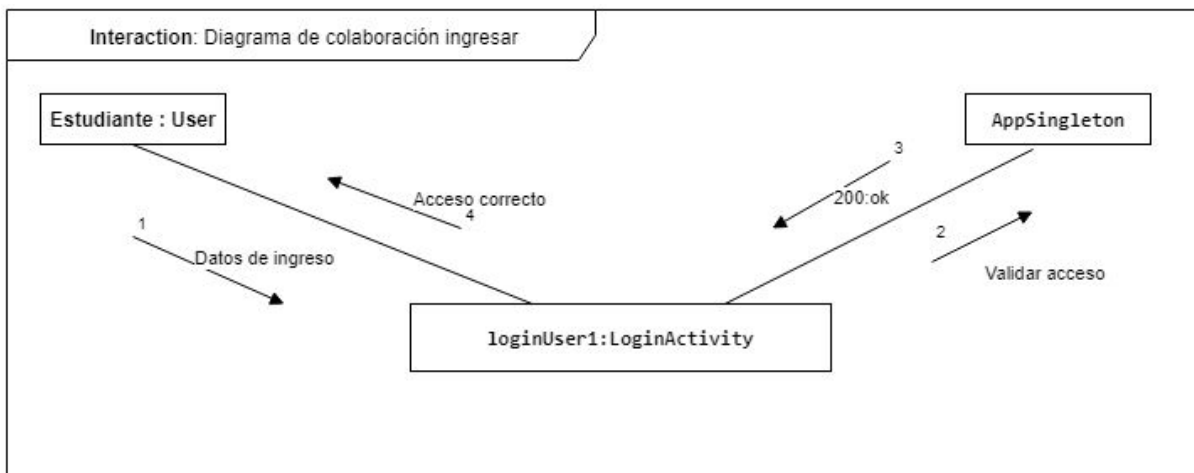 Interaction: Diagrama de colaboración ingresar
Estudiante : User
AppSingleton
3
Acceso correcto
200:ok
4
1
2
Datos de ingreso
Validar acceso
loginUser1:LoginActivity